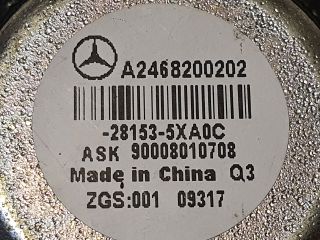 A2468200202
-28153-5XA0C
ASK 90008010708
Made in China Q3
ZGS:001 09317